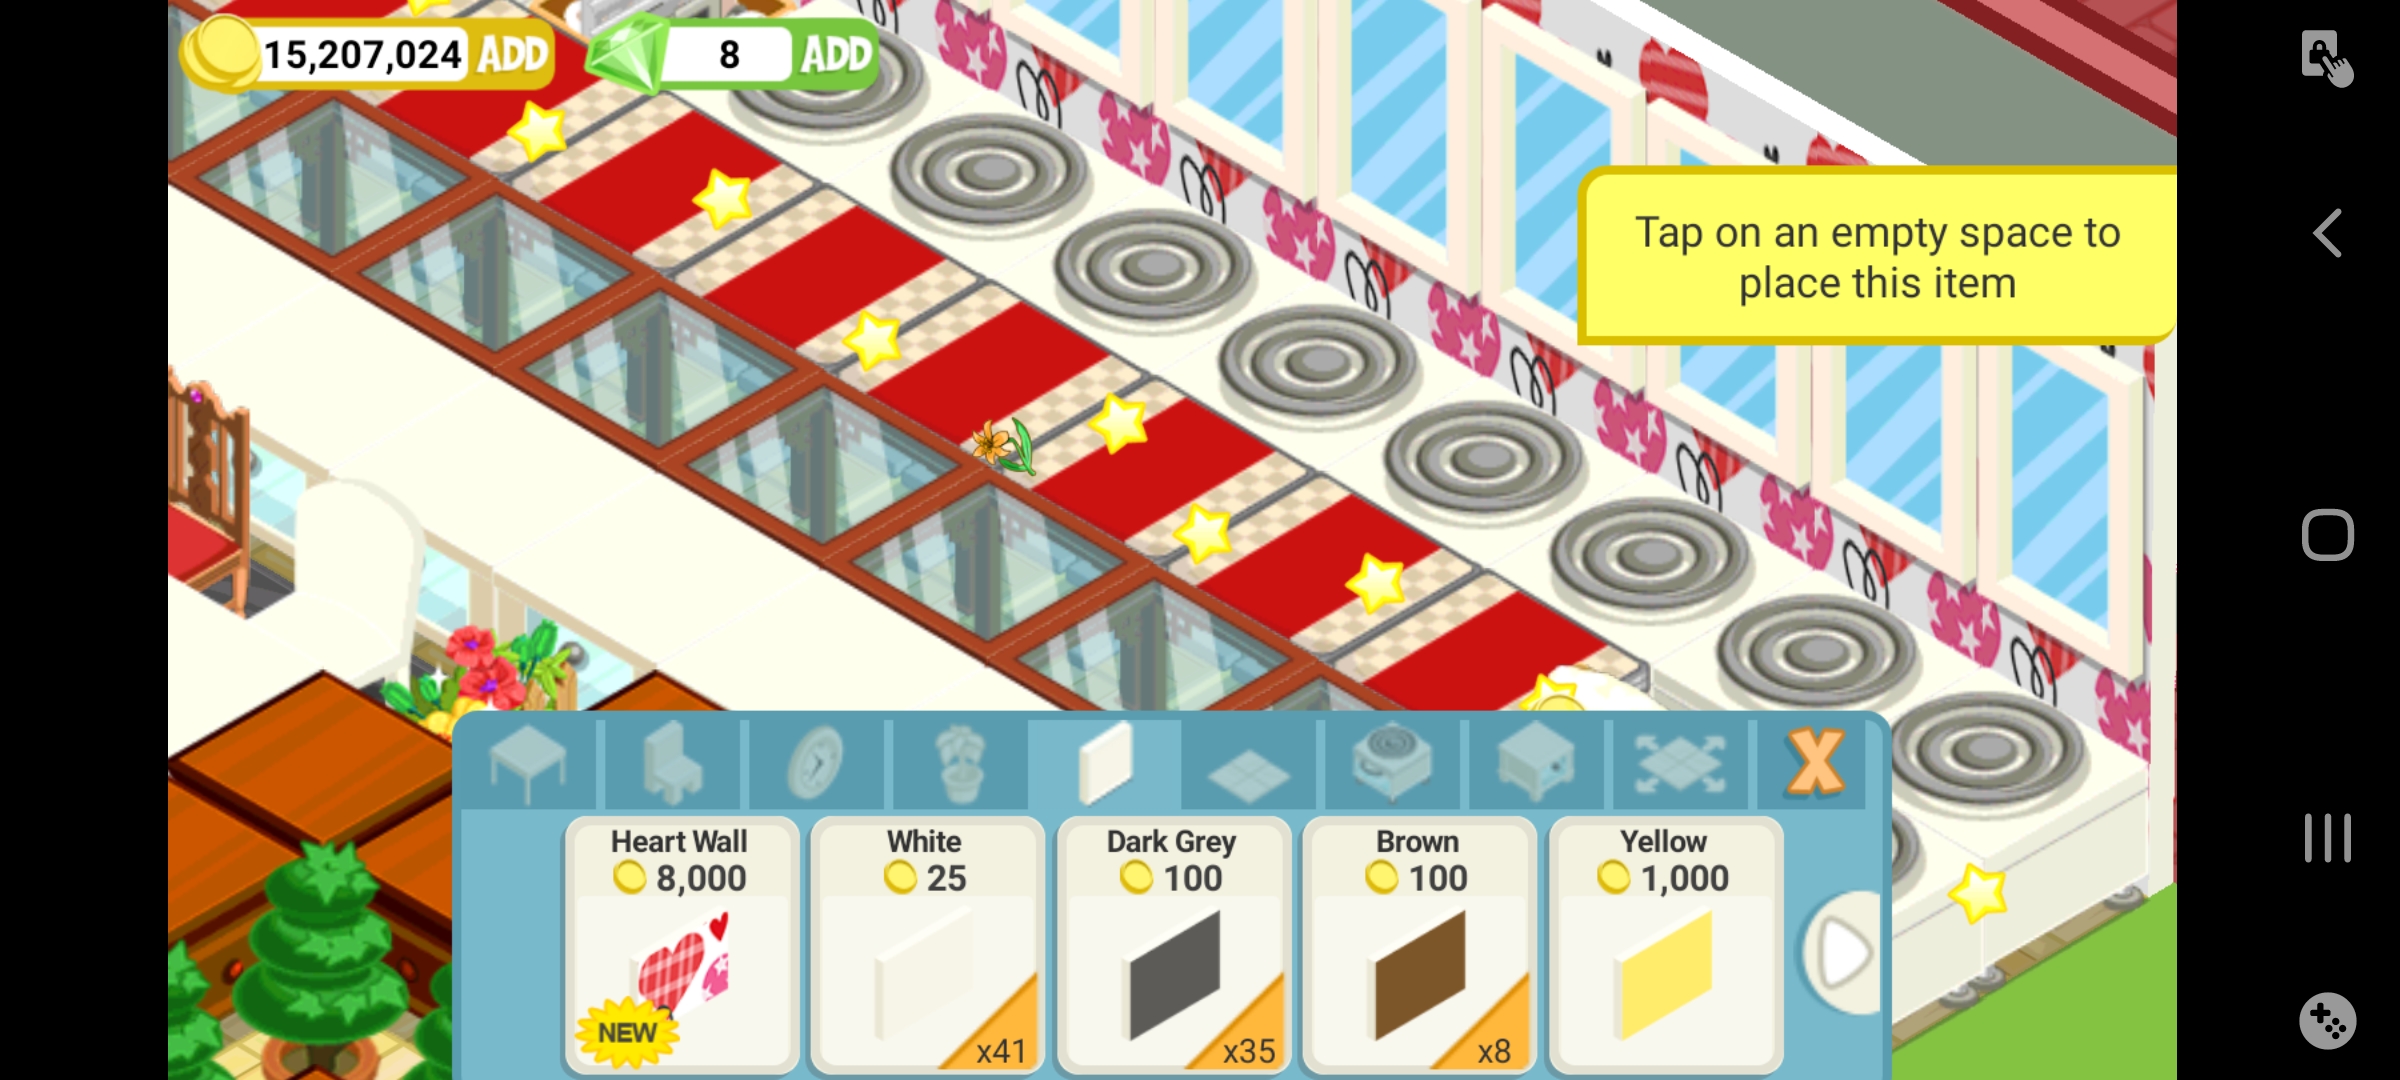 15,207,024 ADD
8 ADD
Tap on an empty space to
place this item
Heart Wall
8,000
NEW
White
25
x41
Dark Grey
100
x35
Brown
100
x8
Yellow
1,000
X